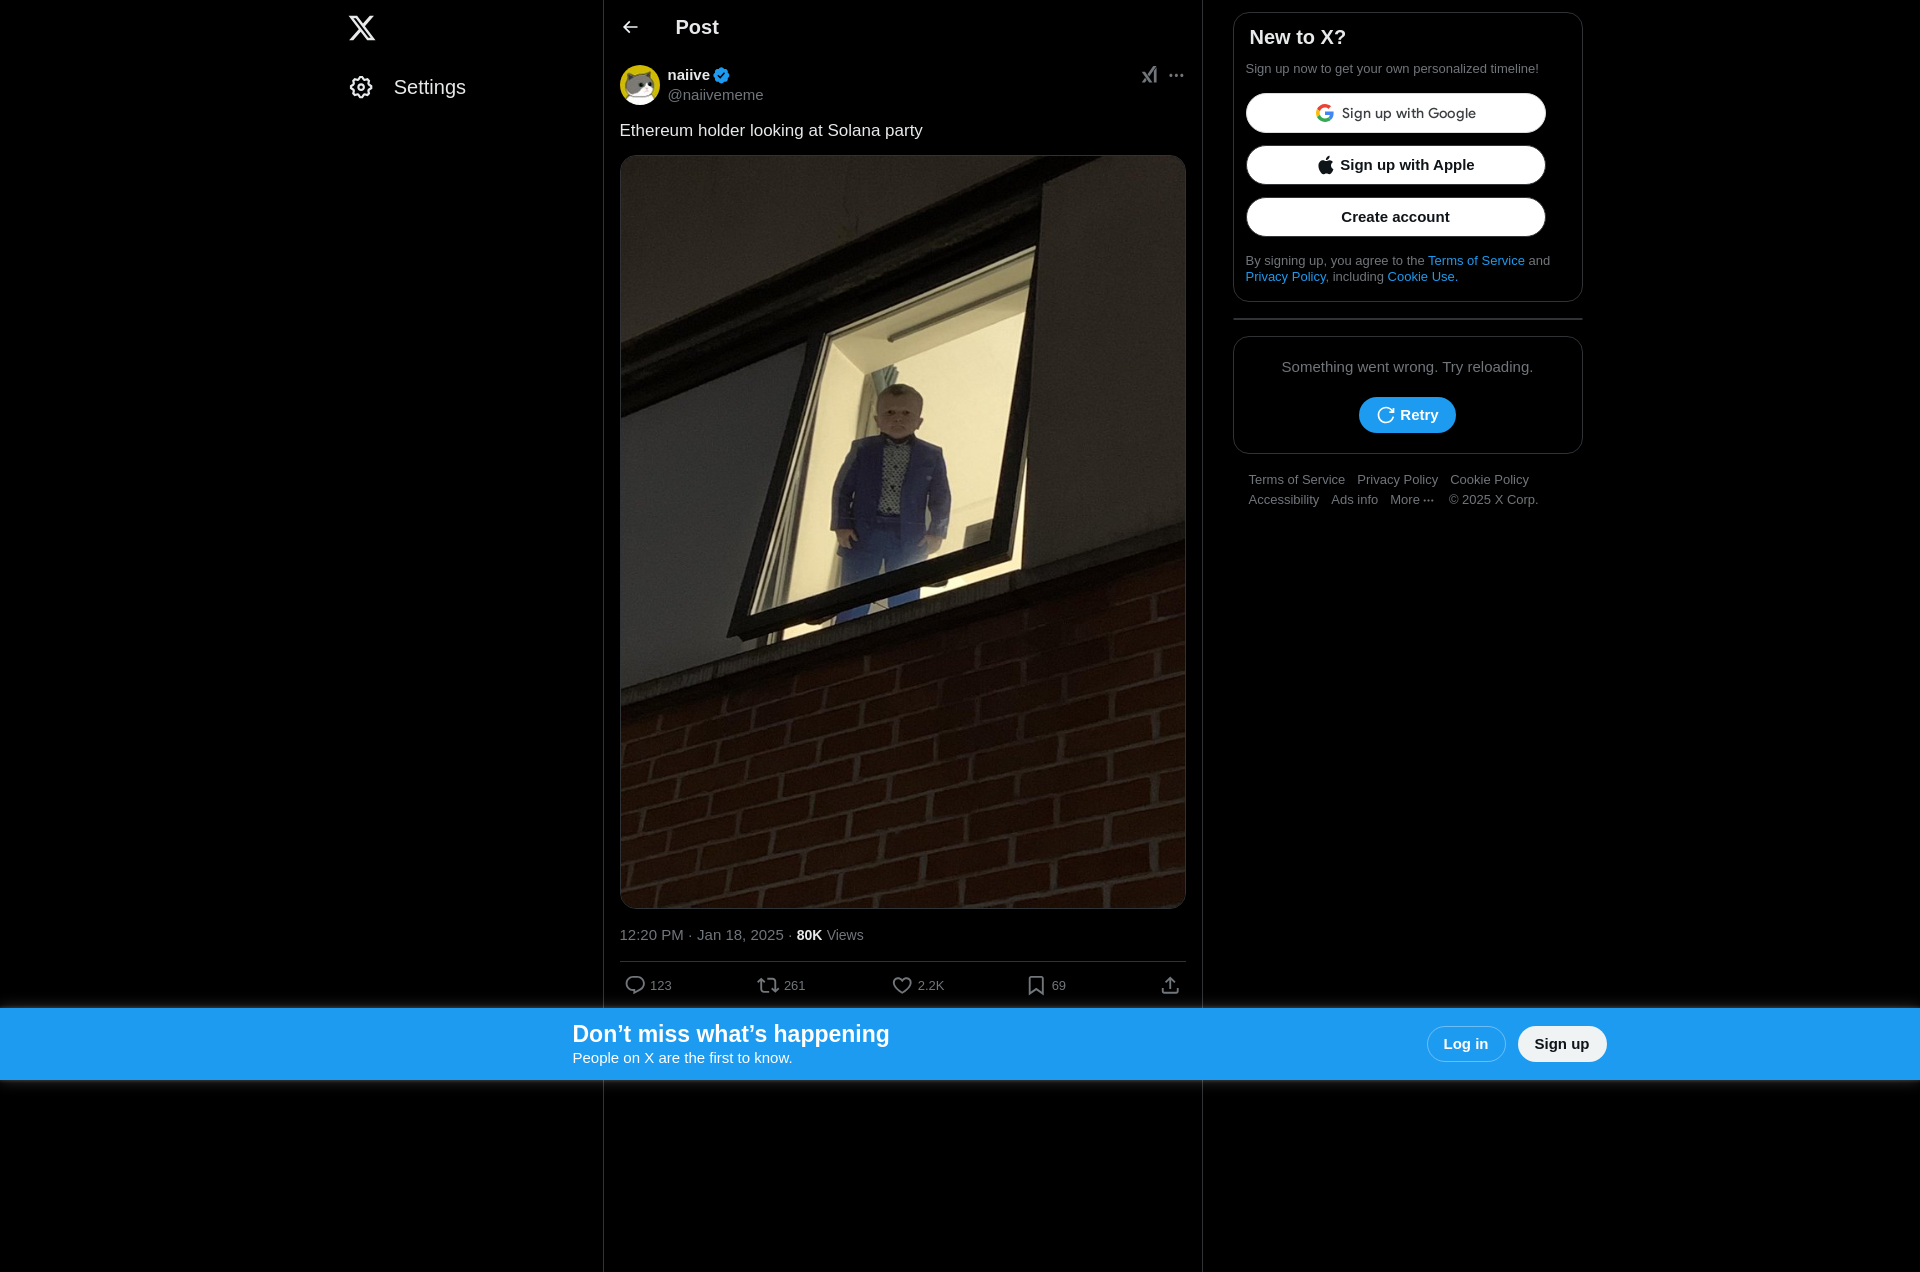 Settings
Post
naiive
@naiivememe
Ethereum holder looking at Solana party
12:20 PM · Jan 18, 2025 · 80K Views
123 261 2.2K 69
New to X?
Sign up now to get your own personalized timeline!
Sign up with Google
Sign up with Apple
Create account
By signing up, you agree to the Terms of Service and
Privacy Policy, including Cookie Use.
Something went wrong. Try reloading.
Retry
Terms of Service Privacy Policy Cookie Policy
Accessibility Ads info More ··· © 2025 X Corp.
Don’t miss what’s happening
People on X are the first to know.
Log in
Sign up